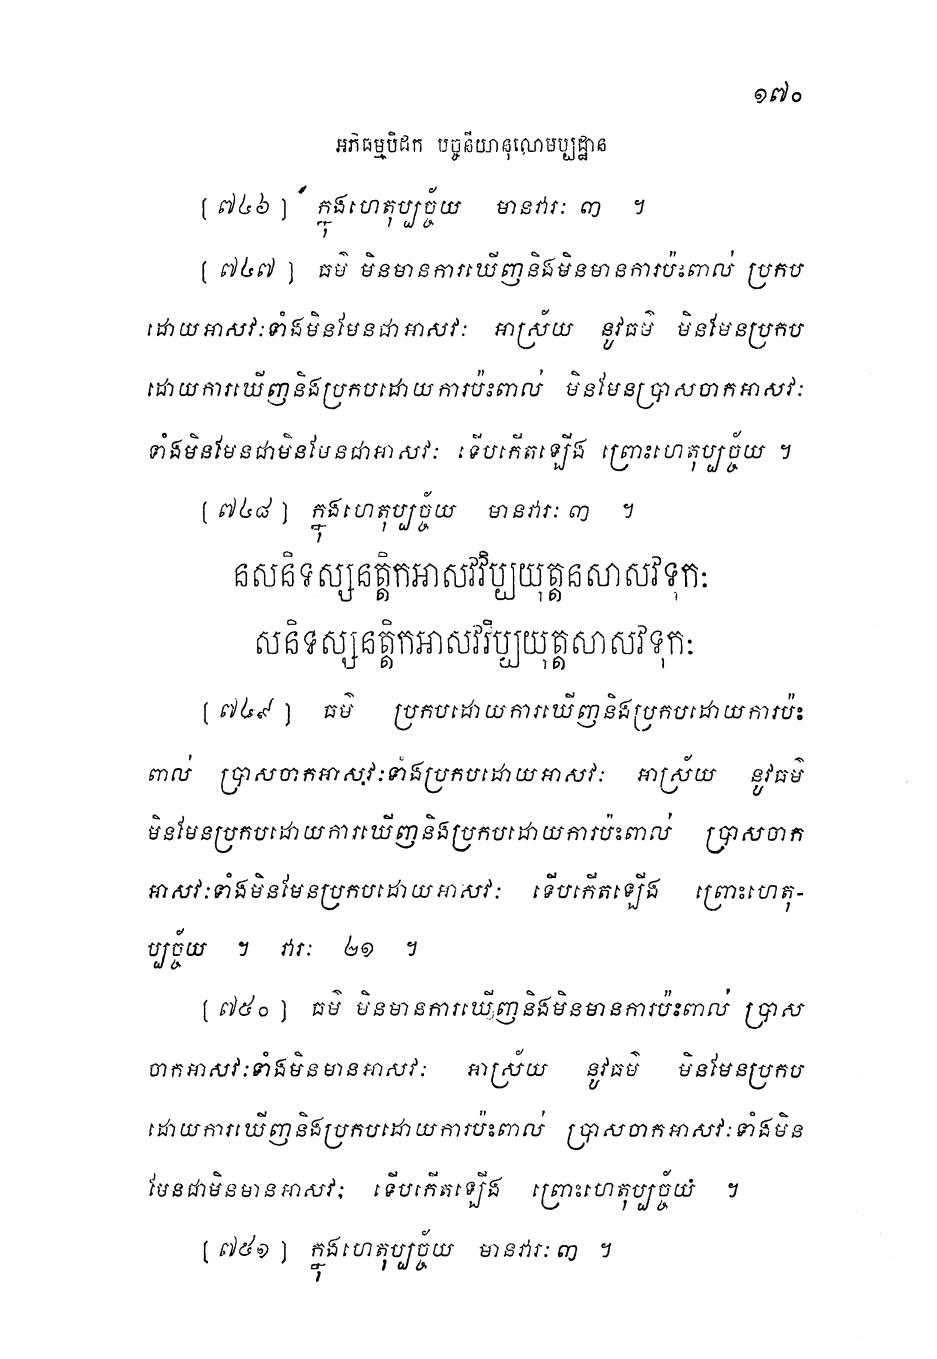 ១៧០
អភិធម្មបិដក បច្ចនីយានុលោមប្បដ្ឋាន
[ ៧៤៦ ] ក្នុងហេតុប្បច្ច័យ មានវារៈ ៣ ។
[ ៧៤៧ ] ធម៌ មិនមានការឃើញនិងមិនមានការប៉ះពាល់ ប្រកប
ដោយអាសវៈទាំងមិនមែនជាអាសវៈ អាស្រ័យ នូវធម៌ មិនមែនប្រកប
ដោយការឃើញនិងប្រកបដោយការប៉ះពាល់ មិនមែនប្រាសចាកអាសវៈ
ទាំងមិនមែនជាមិនមែនជាអាសវៈ ទើបកើតឡើង ព្រោះហេតុប្បច្ច័យ ។
[ ៧៤៨ ] ក្នុងហេតុប្បច្ច័យ មានវារៈ ៣ ។
នសនិទស្សនត្តិកអាសវវិប្បយុត្តនសាសវទុកៈ
សនិទស្សនត្តិកអាសវវិប្បយុត្តសាសវទុកៈ
[ ៧៤៩ ] ធម៌ ប្រកបដោយការឃើញនិងប្រកបដោយការប៉ះ
ពាល់ ប្រាសចាកអាសវៈទាំងប្រកបដោយអាសវៈ អាស្រ័យ នូវធម៌
មិនមែនប្រកបដោយការឃើញនិងប្រកបដោយការប៉ះពាល់ ប្រាសចាក
អាសវៈទាំងមិនមែនប្រកបដោយអាសវៈ ទើបកើតឡើង ព្រោះហេតុ-
ប្បច្ច័យ ។ វារៈ ២១ ។
[ ៧៥០ ] ធម៌ មិនមានការឃើញនិងមិនមានការប៉ះពាល់ ប្រាស
ចាកអាសវៈទាំងមិនមានអាសវៈ អាស្រ័យ នូវធម៌ មិនមែនប្រកប
ដោយការឃើញនិងប្រកបដោយការប៉ះពាល់ ប្រាសចាកអាសវៈទាំងមិន
មែនជាមិនមានអាសវៈ ទើបកើតឡើង ព្រោះហេតុប្បច្ច័យ ។
[ ៧៥១ ] ក្នុងហេតុប្បច្ច័យ មានវារៈ ៣ ។